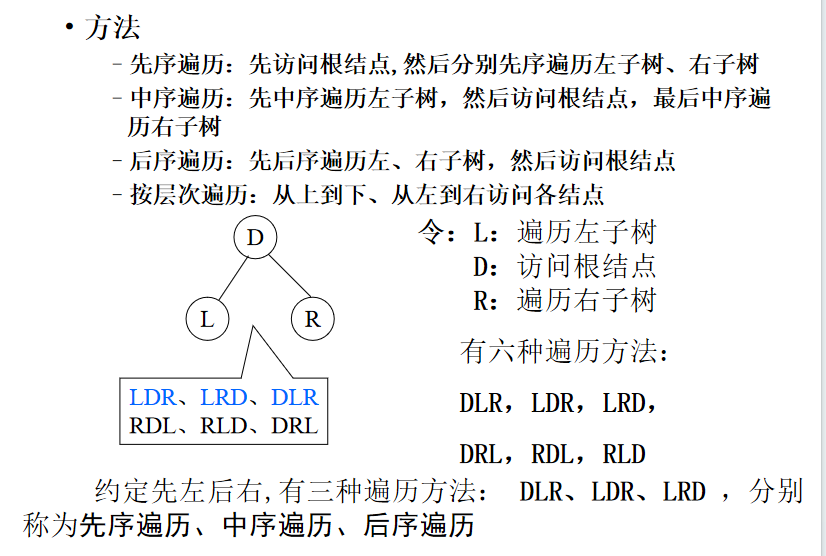 • 方法
– 先序遍历：先访问根结点,然后分别先序遍历左子树、右子树
– 中序遍历：先中序遍历左子树，然后访问根结点，最后中序遍
历右子树
– 后序遍历：先后序遍历左、右子树，然后访问根结点
– 按层次遍历：从上到下、从左到右访问各结点
D
L
R
LDR、LRD、DLR
RDL、RLD、DRL
令：L：遍历左子树
D：访问根结点
R：遍历右子树
有六种遍历方法：
DLR，LDR，LRD，
DRL，RDL，RLD
约定先左后右,有三种遍历方法： DLR、LDR、LRD ，分别
称为先序遍历、中序遍历、后序遍历